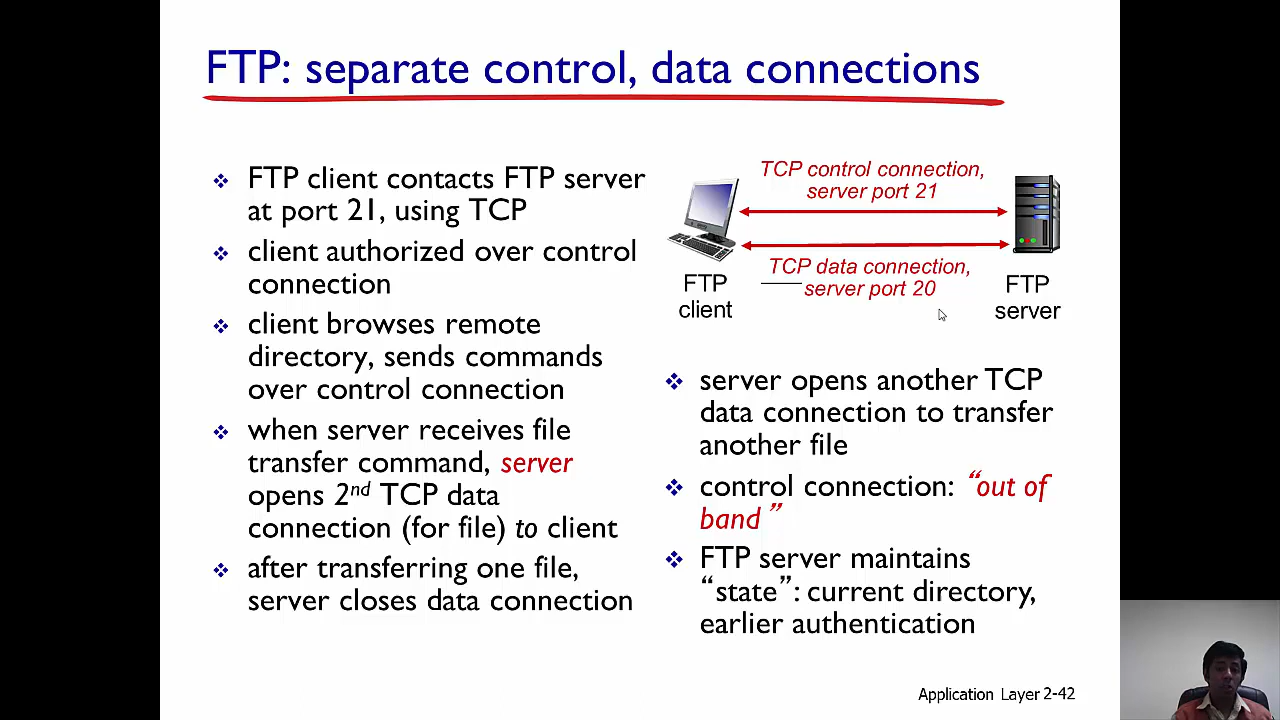 FTP: separate control, data connections
FTP client contacts FTP server
at port 21, using TCP
client authorized over control
connection
client browses remote
directory, sends commands
over control connection
when server receives file
transfer command, server
opens 2nd TCP data
connection (for file) to client
after transferring one file,
server closes data connection
TCP control connection,
server port 21
TCP data connection,
server port 20
FTP
client
FTP
server
server opens another TCP
data connection to transfer
another file
control connection: “out of
band”
FTP server maintains
“state”: current directory,
earlier authentication
Application Layer 2-42